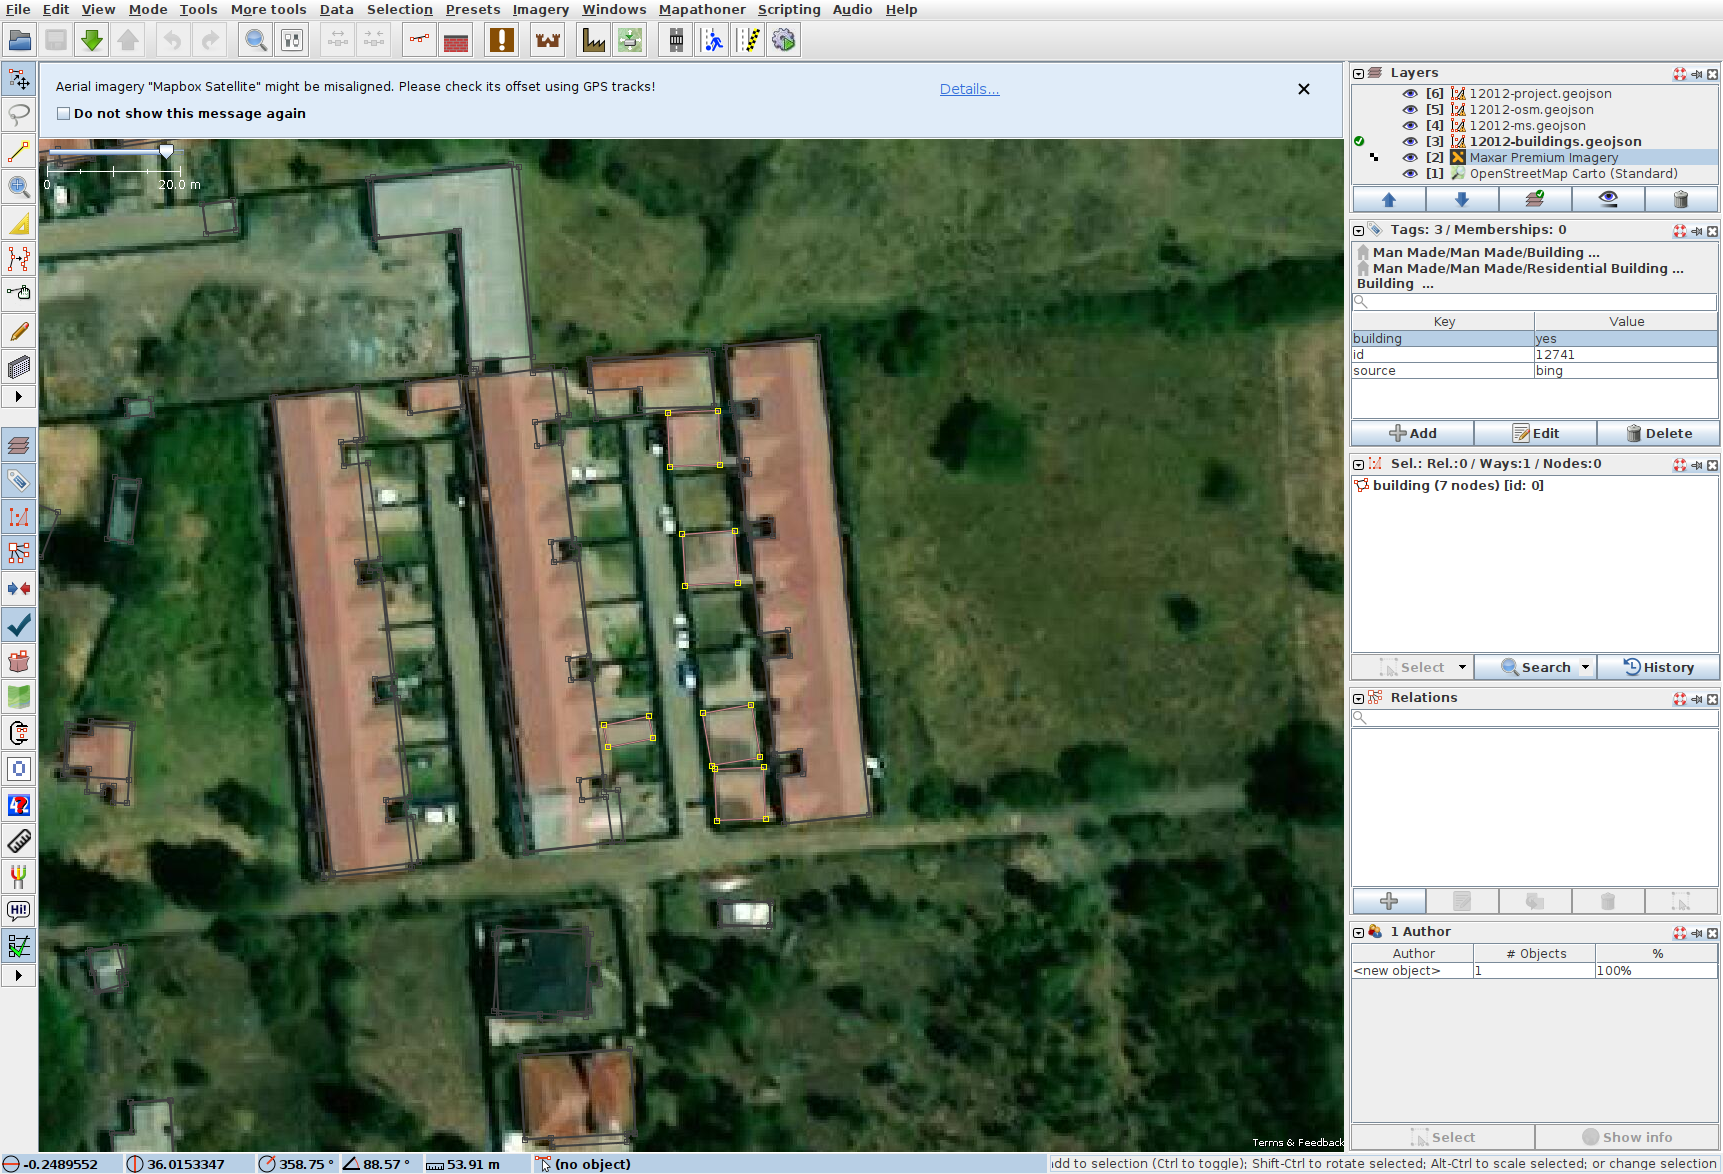 File Edit View Mode Tools More tools Data Selection Presets Imagery Windows Mapathoner Scripting Audio Help
Aerial imagery "Mapbox Satellite" might be misaligned. Please check its offset using GPS tracks!
Details...
Do not show this message again
0 20.0 m
Layers
[6] 12012-project.geojson
[5] 12012-osm.geojson
[4] 12012-ms.geojson
[3] 12012-buildings.geojson
[2] Maxar Premium Imagery
[1] OpenStreetMap Carto (Standard)
Tags: 3 / Memberships: 0
Man Made/Man Made/Building ...
Man Made/Man Made/Residential Building ...
Building ...
Key Value
building yes
id 12741
source bing
Add Edit Delete
Sel.: Rel.:0 / Ways:1 / Nodes:0
building (7 nodes) [id: 0]
Select Search History
Relations
Hi!
1 Author
Author # Objects %
<new object> 1 100%
Select Show info
Terms & Feedback
-0.2489552 36.0153347 358.75 ° 88.57 ° 53.91 m (no object) dd to selection (Ctrl to toggle); Shift-Ctrl to rotate selected; Alt-Ctrl to scale selected; or change selection